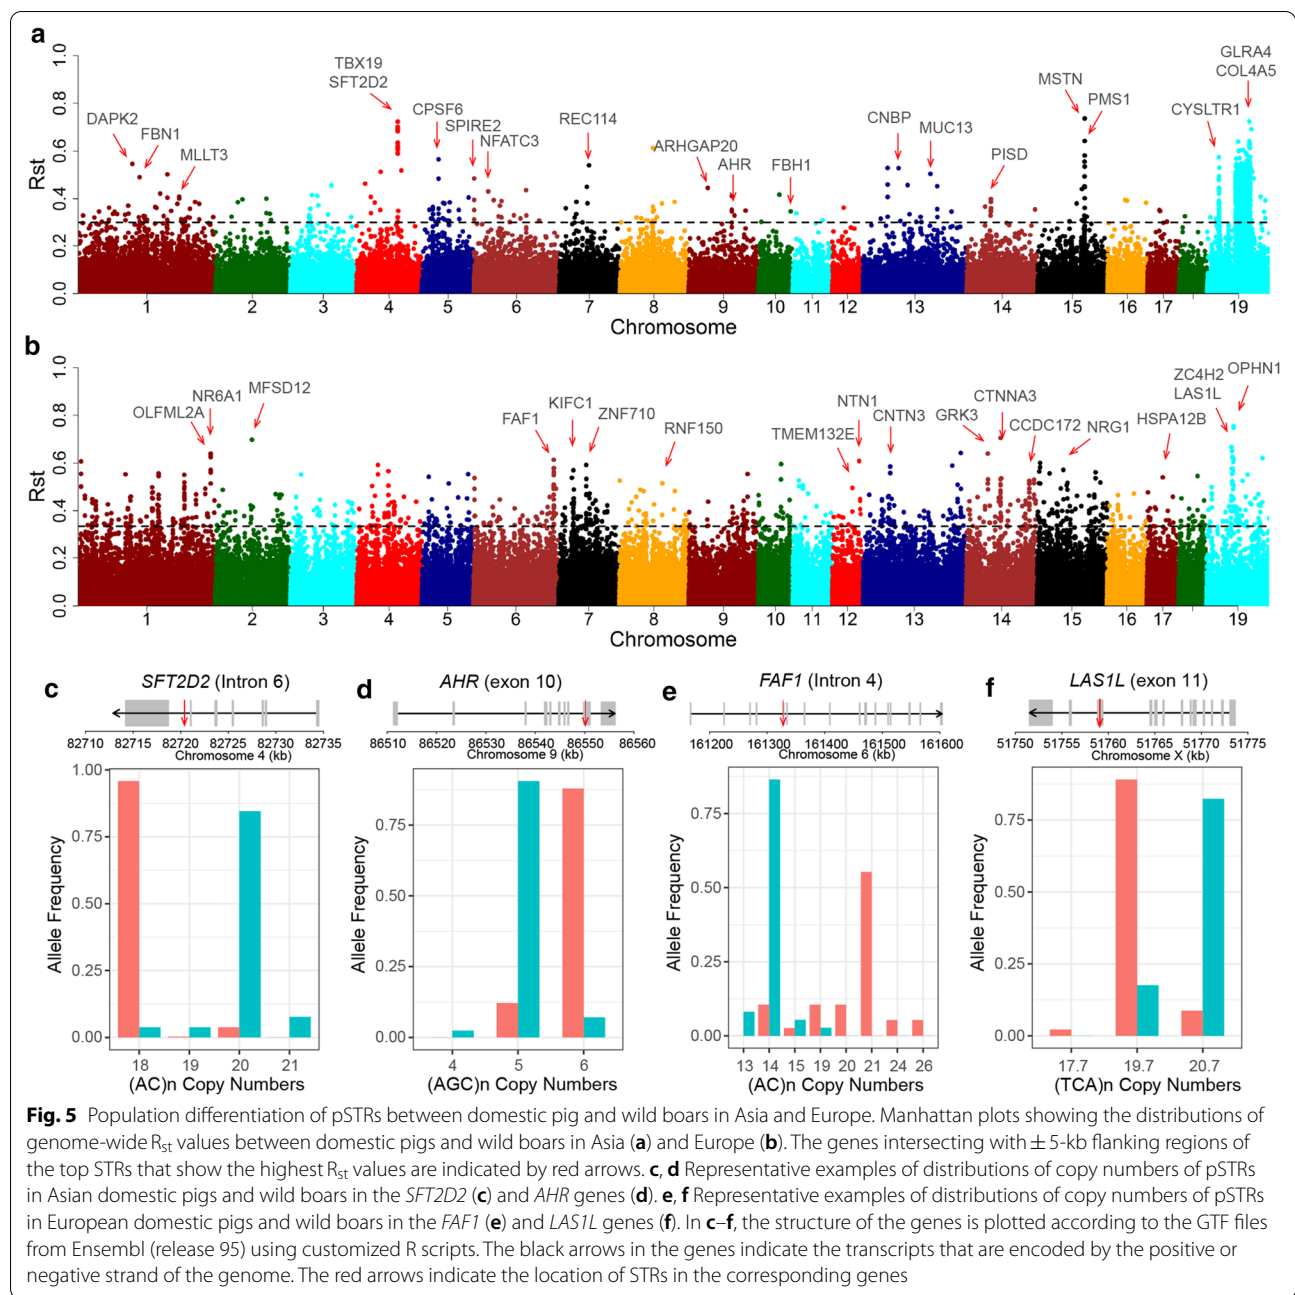 a
1.0
0.8
0.6
0.4
0.2
0.0
Rst
DAPK2
FBN1
MLLT3
TBX19
SFT2D2
CPSF6
SPIRE2
NFATC3
REC114
ARHGAP20
AHR
FBH1
CNBP
MUC13
PISD
MSTN
PMS1
CYSLTR1
GLRA4
COL4A5
1 2 3 4 5 6 7 8 9 10 11 12 13 14 15 16 17 19
Chromosome
b
1.0
0.8
0.6
0.4
0.2
0.0
Rst
OLFML2A
NR6A1
MFSD12
FAF1
KIFC1
ZNF710
RNF150
TMEM132E
NTN1
CNTN3
GRK3
CTNNA3
CCDC172
NRG1
HSPA12B
ZC4H2
LAS1L
OPHN1
1 2 3 4 5 6 7 8 9 10 11 12 13 14 15 16 17 19
Chromosome
c
SFT2D2 (Intron 6)
82710 82715 82720 82725 82730 82735
Chromosome 4 (kb)
1.00
0.75
0.50
0.25
0.00
Allele Frequency
18 19 20 21
(AC)n Copy Numbers
d
AHR (exon 10)
86510 86520 86530 86540 86550 86560
Chromosome 9 (kb)
0.75
0.50
0.25
0.00
Allele Frequency
4 5 6
(AGC)n Copy Numbers
e
FAF1 (Intron 4)
161200 161300 161400 161500 161600
Chromosome 6 (kb)
0.75
0.50
0.25
0.00
Allele Frequency
13 14 15 19 20 21 24 26
(AC)n Copy Numbers
f
LAS1L (exon 11)
51750 51755 51760 51765 51770 51775
Chromosome X (kb)
0.75
0.50
0.25
0.00
Allele Frequency
17.7 19.7 20.7
(TCA)n Copy Numbers
Fig. 5 Population differentiation of pSTRs between domestic pig and wild boars in Asia and Europe. Manhattan plots showing the distributions of
genome-wide Rst values between domestic pigs and wild boars in Asia (a) and Europe (b). The genes intersecting with ± 5-kb flanking regions of
the top STRs that show the highest Rst values are indicated by red arrows. c, d Representative examples of distributions of copy numbers of pSTRs
in Asian domestic pigs and wild boars in the SFT2D2 (c) and AHR genes (d). e, f Representative examples of distributions of copy numbers of pSTRs
in European domestic pigs and wild boars in the FAF1 (e) and LAS1L genes (f). In c–f, the structure of the genes is plotted according to the GTF files
from Ensembl (release 95) using customized R scripts. The black arrows in the genes indicate the transcripts that are encoded by the positive or
negative strand of the genome. The red arrows indicate the location of STRs in the corresponding genes